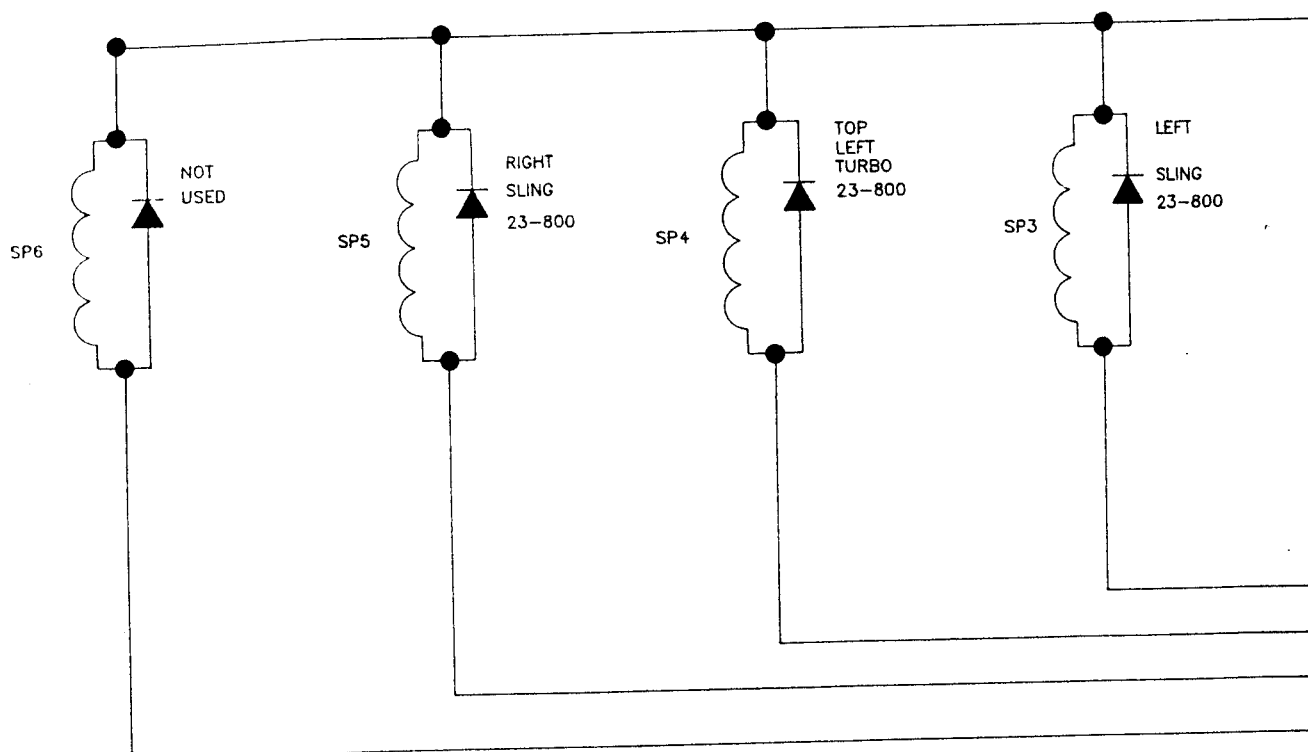 NOT
USED
SP6
RIGHT
SLING
23-800
SP5
TOP
LEFT
TURBO
23-800
SP4
LEFT
SLING
23-800
SP3